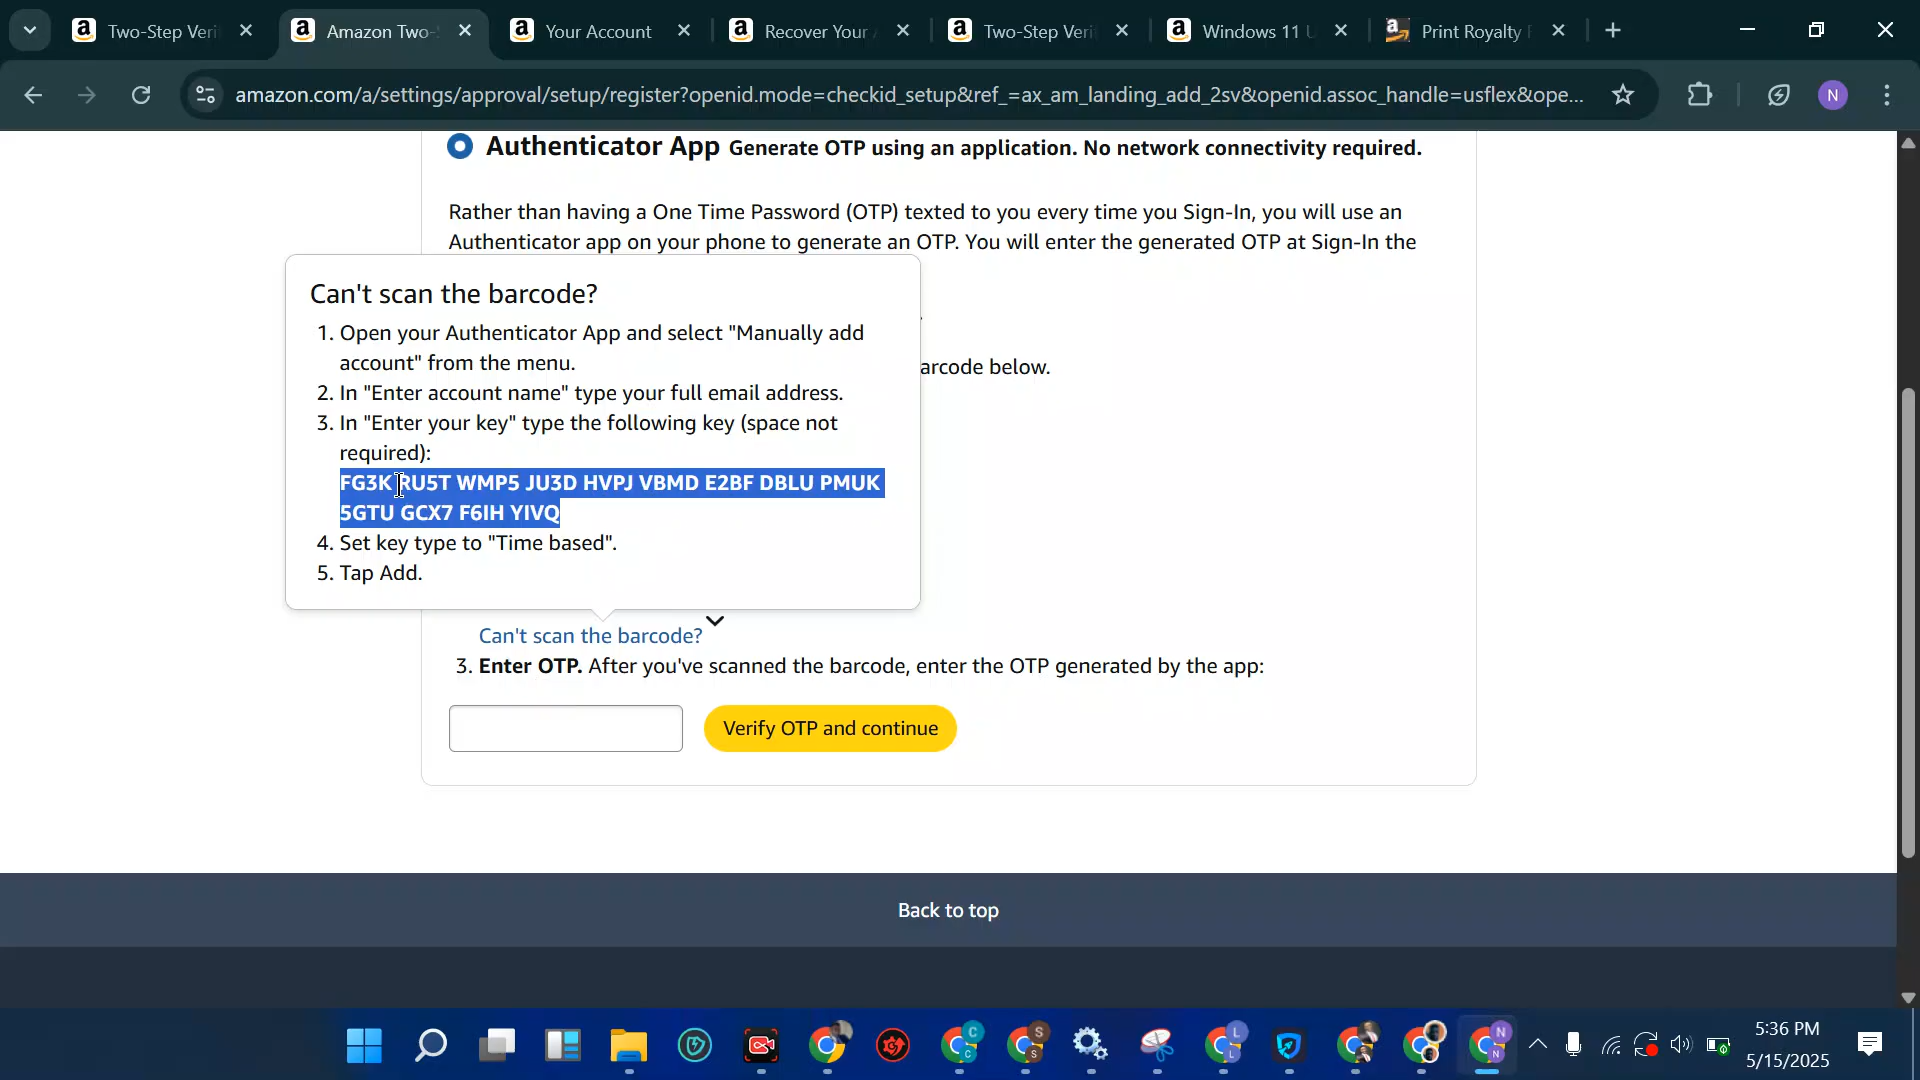 Two-Step Veri
Amazon Two-
Your Account
Recover Your
Two-Step Veri
Windows 11 U
Print Royalty
amazon.com/a/settings/approval/setup/register?openid.mode=checkid_setup&ref_=ax_am_landing_add_2sv&openid.assoc_handle=usflex&ope...
N
Authenticator App Generate OTP using an application. No network connectivity required.
Rather than having a One Time Password (OTP) texted to you every time you Sign-In, you will use an
Authenticator app on your phone to generate an OTP. You will enter the generated OTP at Sign-In the
arcode below.
Can't scan the barcode?
1. Open your Authenticator App and select "Manually add
account" from the menu.
2. In "Enter account name" type your full email address.
3. In "Enter your key" type the following key (space not
required):
FG3K RU5T WMP5 JU3D HVPJ VBMD E2BF DBLU PMUK
5GTU GCX7 F6IH YIVQ
4. Set key type to "Time based".
5. Tap Add.
Can't scan the barcode?
3. Enter OTP. After you've scanned the barcode, enter the OTP generated by the app:
Verify OTP and continue
Back to top
C
C
S
S
L
L
N
N
5:36 PM
5/15/2025